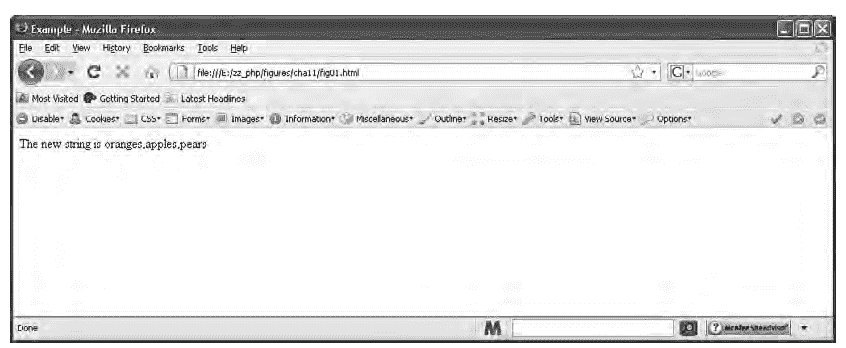 Example - Mozilla Firefox
File Edit View History Bookmarks Tools Help
file:///E:/zz_php/figures/cha11/fig01.html Google
Most Visited Getting Started Latest Headlines
Disable Cookies CSS Forms Images Information Miscellaneous Outline Resize Tools View Source Options
The new string is oranges,apples,pears
Done M